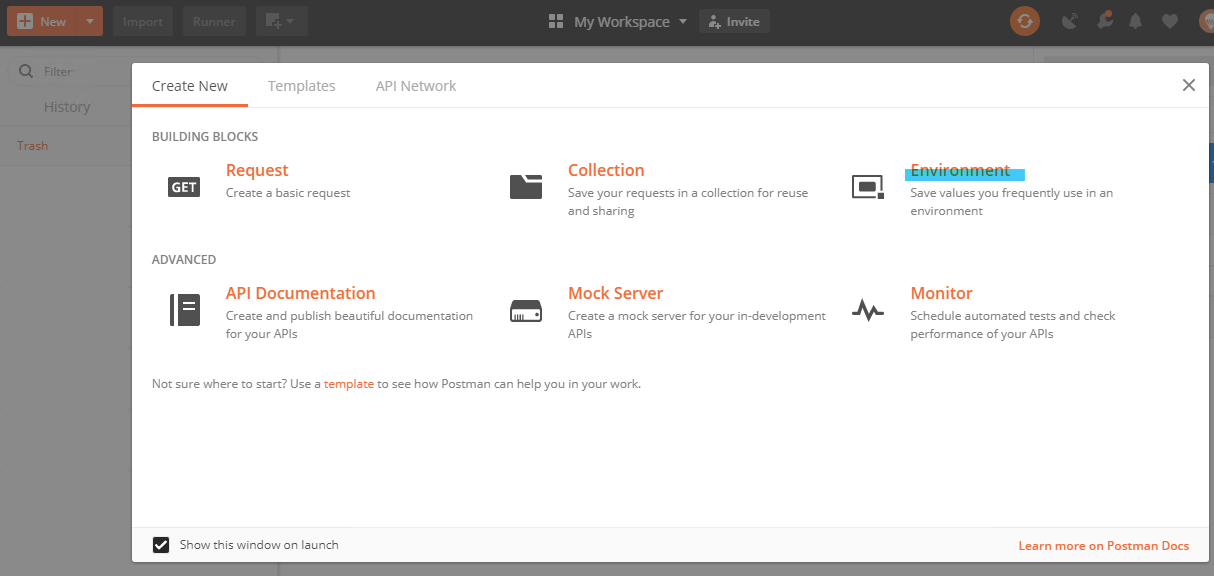 New Import Runner My Workspace Invite
Filter
History
Trash
Create New Templates API Network
BUILDING BLOCKS
GET
Request
Create a basic request
Collection
Save your requests in a collection for reuse
and sharing
Environment
Save values you frequently use in an
environment
ADVANCED
API Documentation
Create and publish beautiful documentation
for your APIs
Mock Server
Create a mock server for your in-development
APIs
Monitor
Schedule automated tests and check
performance of your APIs
Not sure where to start? Use a template to see how Postman can help you in your work.
Show this window on launch
Learn more on Postman Docs